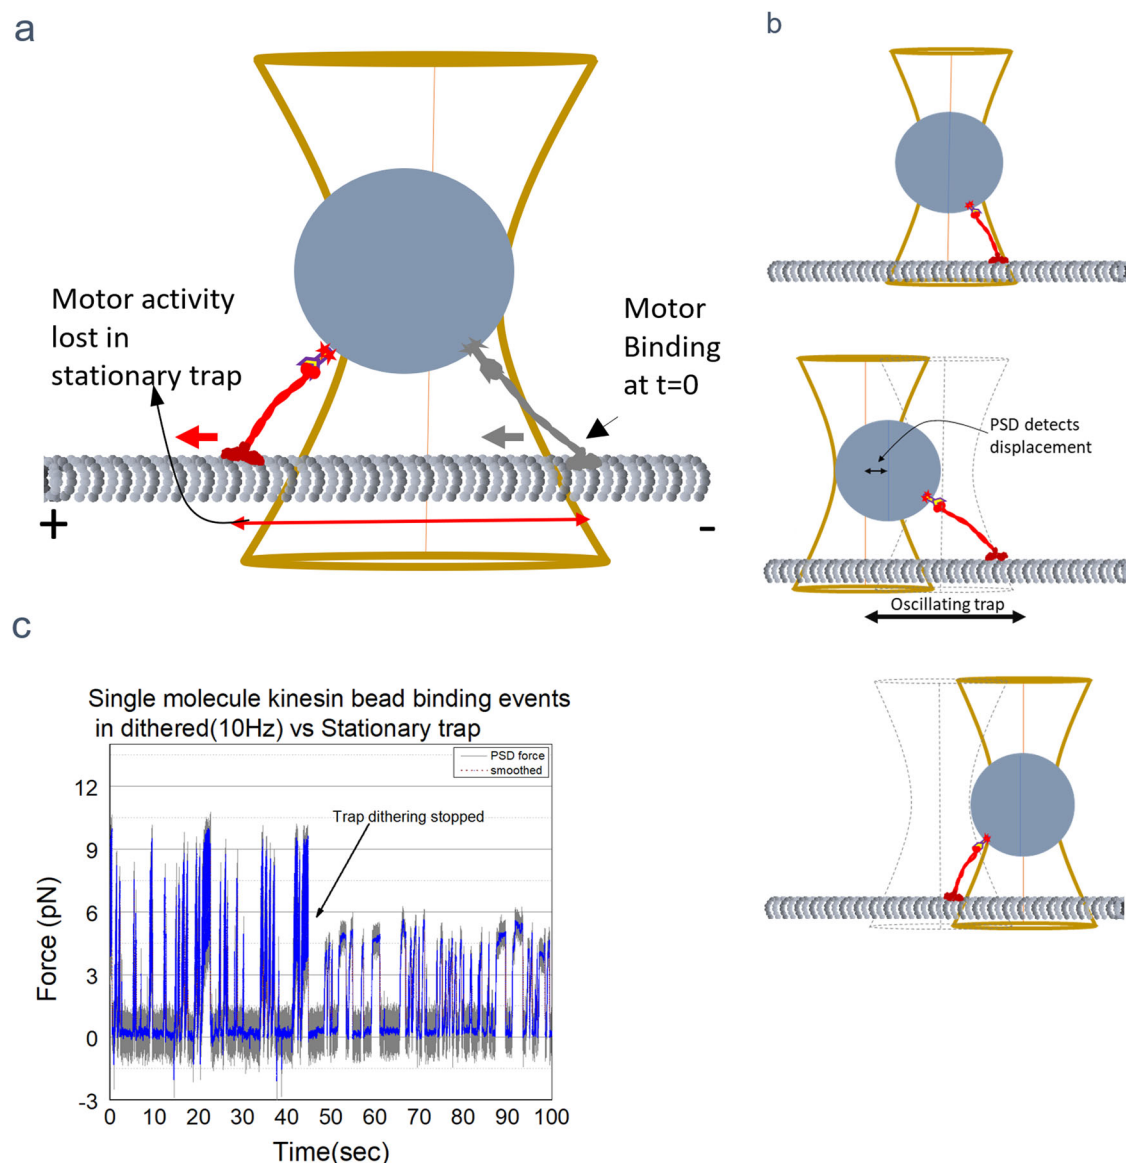 a
Motor activity
lost in
stationary trap
Motor
Binding
at t=0
+
-
b
PSD detects
displacement
Oscillating trap
c
Single molecule kinesin bead binding events
in dithered(10Hz) vs Stationary trap
PSD force
smoothed
Trap dithering stopped
12
9
6
3
0
-3
Force (pN)
0 10 20 30 40 50 60 70 80 90 100
Time(sec)